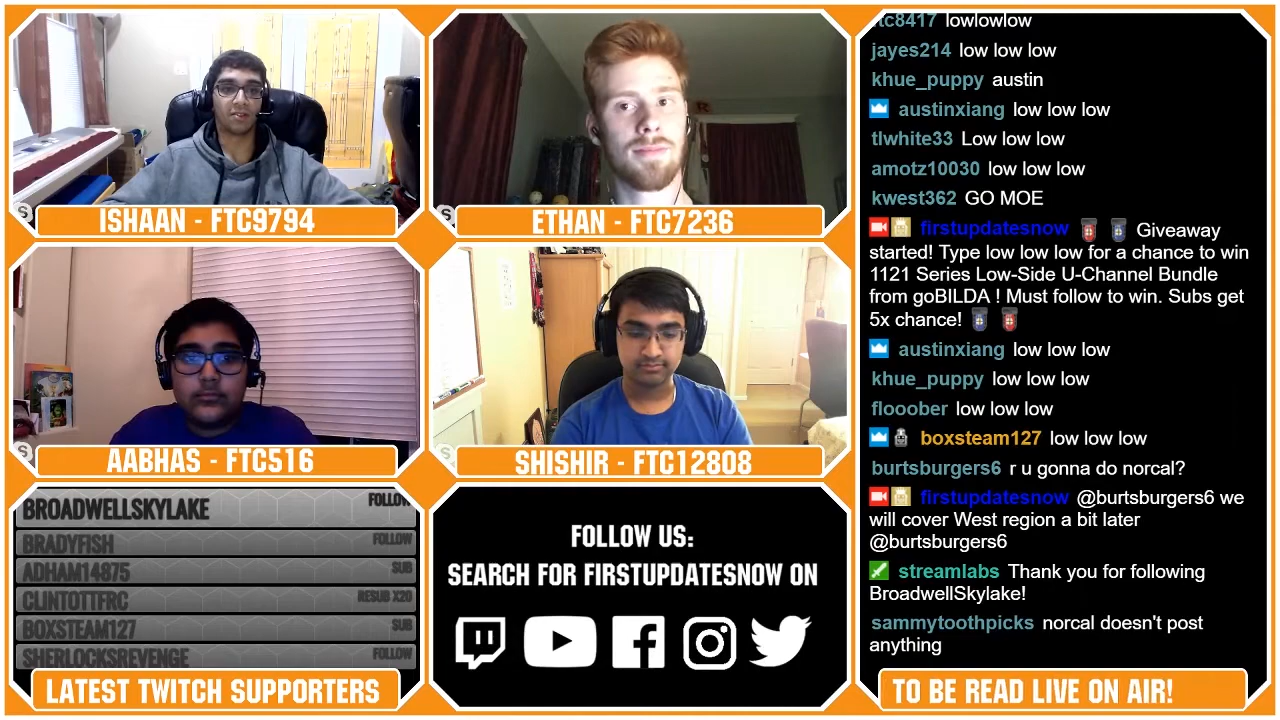 ISHAAN - FTC9794
ETHAN - FTC7236
AABHAS - FTC516
SHISHIR - FTC12808
BROADWELLSKYLAKE FOLLOW
BRADYFISH FOLLOW
ADHAM14875 SUB
CLINTOTTFRC RESUB X20
BOXSTEAM127 SUB
SHERLOCKSREVENGE FOLLOW
LATEST TWITCH SUPPORTERS
FOLLOW US:
SEARCH FOR FIRSTUPDATESNOW ON
ftc8417 lowlowlow
jayes214 low low low
khue_puppy austin
austinxiang low low low
tlwhite33 Low low low
amotz10030 low low low
kwest362 GO MOE
firstupdatesnow Giveaway
started! Type low low low for a chance to win
1121 Series Low-Side U-Channel Bundle
from goBILDA ! Must follow to win. Subs get
5x chance!
austinxiang low low low
khue_puppy low low low
flooober low low low
boxsteam127 low low low
burtsburgers6 r u gonna do norcal?
firstupdatesnow @burtsburgers6 we
will cover West region a bit later
@burtsburgers6
streamlabs Thank you for following
BroadwellSkylake!
sammytoothpicks norcal doesn't post
anything
TO BE READ LIVE ON AIR!